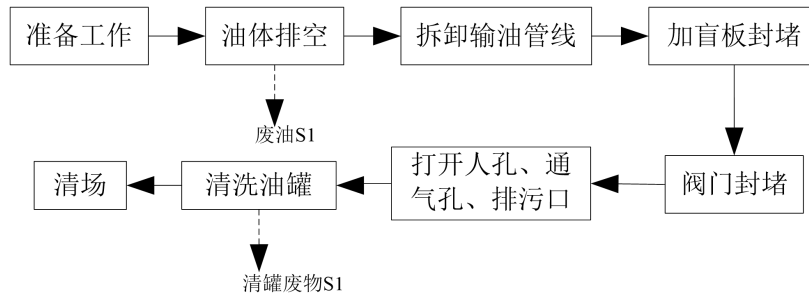 准备工作
油体排空
拆卸输油管线
加盲板封堵
废油S1
阀门封堵
打开人孔、通
气孔、排污口
清洗油罐
清场
清罐废物S1